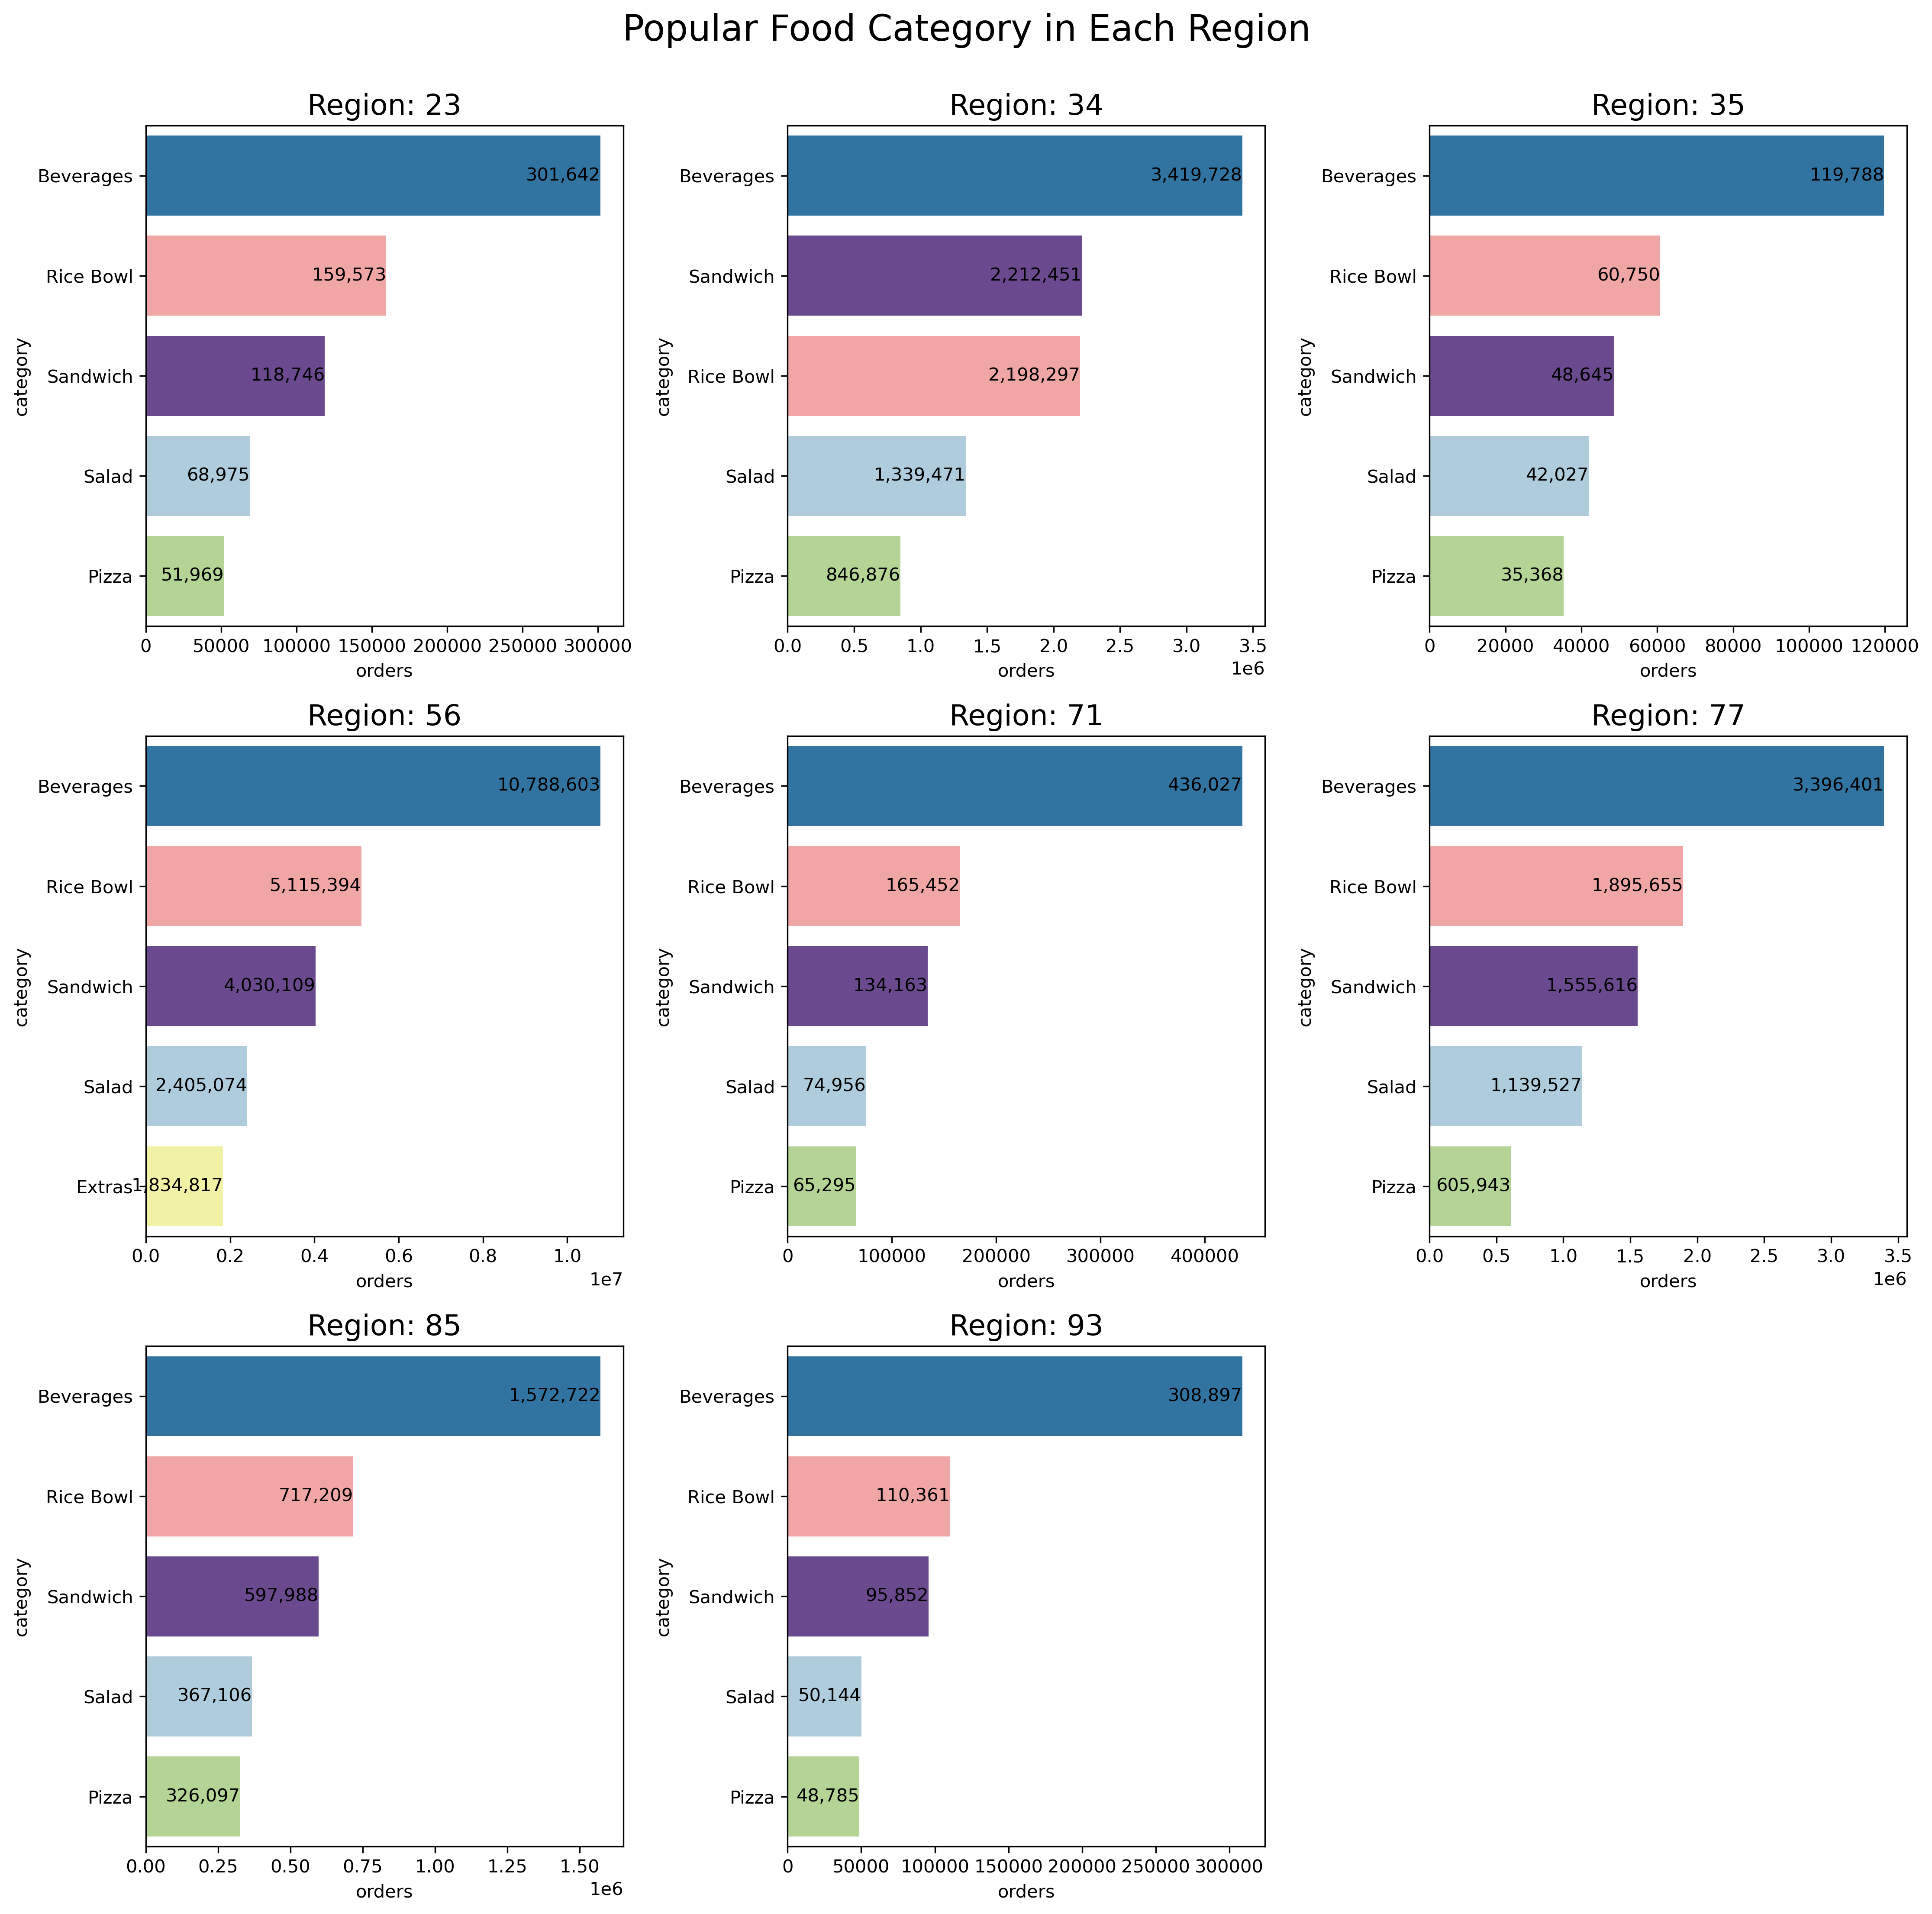 Popular Food Category in Each Region
Region: 23
category
Beverages 301,642
Rice Bowl 159,573
Sandwich 118,746
Salad 68,975
Pizza 51,969
0 50000 100000 150000 200000 250000 300000
orders
Region: 34
category
Beverages 3,419,728
Sandwich 2,212,451
Rice Bowl 2,198,297
Salad 1,339,471
Pizza 846,876
0.0 0.5 1.0 1.5 2.0 2.5 3.0 3.5
orders
1e6
Region: 35
category
Beverages 119,788
Rice Bowl 60,750
Sandwich 48,645
Salad 42,027
Pizza 35,368
0 20000 40000 60000 80000 100000 120000
orders
Region: 56
category
Beverages 10,788,603
Rice Bowl 5,115,394
Sandwich 4,030,109
Salad 2,405,074
Extras 1,834,817
0.0 0.2 0.4 0.6 0.8 1.0
orders
1e7
Region: 71
category
Beverages 436,027
Rice Bowl 165,452
Sandwich 134,163
Salad 74,956
Pizza 65,295
0 100000 200000 300000 400000
orders
Region: 77
category
Beverages 3,396,401
Rice Bowl 1,895,655
Sandwich 1,555,616
Salad 1,139,527
Pizza 605,943
0.0 0.5 1.0 1.5 2.0 2.5 3.0 3.5
orders
1e6
Region: 85
category
Beverages 1,572,722
Rice Bowl 717,209
Sandwich 597,988
Salad 367,106
Pizza 326,097
0.00 0.25 0.50 0.75 1.00 1.25 1.50
orders
1e6
Region: 93
category
Beverages 308,897
Rice Bowl 110,361
Sandwich 95,852
Salad 50,144
Pizza 48,785
0 50000 100000 150000 200000 250000 300000
orders